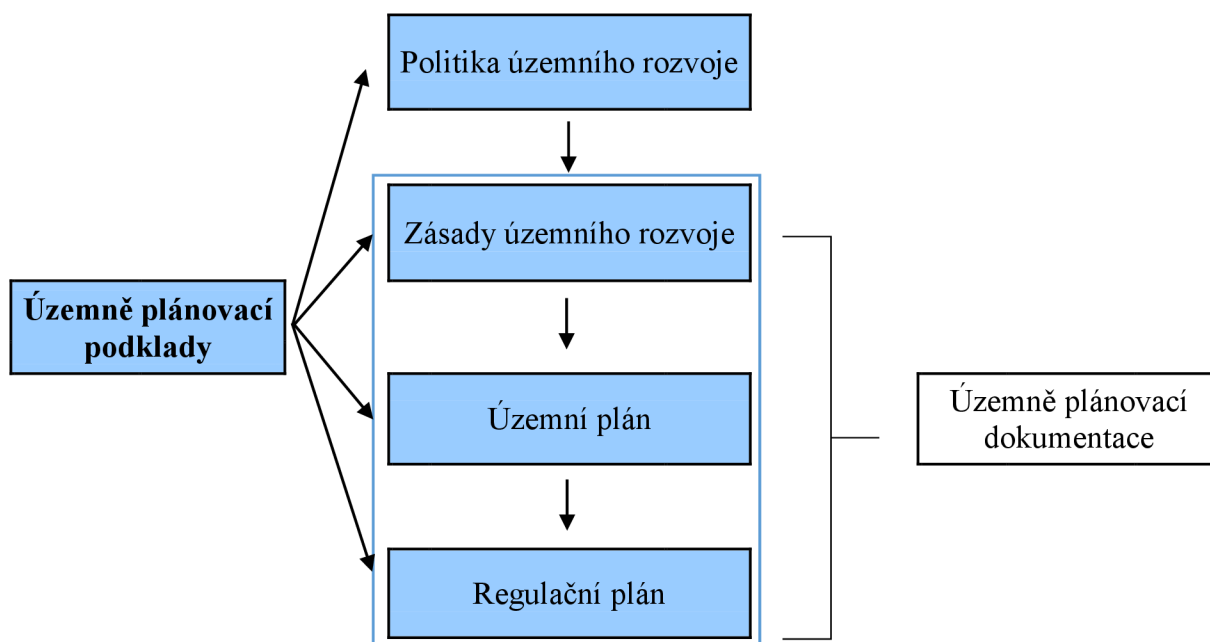 Politika územního rozvoje
Zásady územního rozvoje
Územně plánovací
podklady
Územní plán
Územně plánovací
dokumentace
Regulační plán